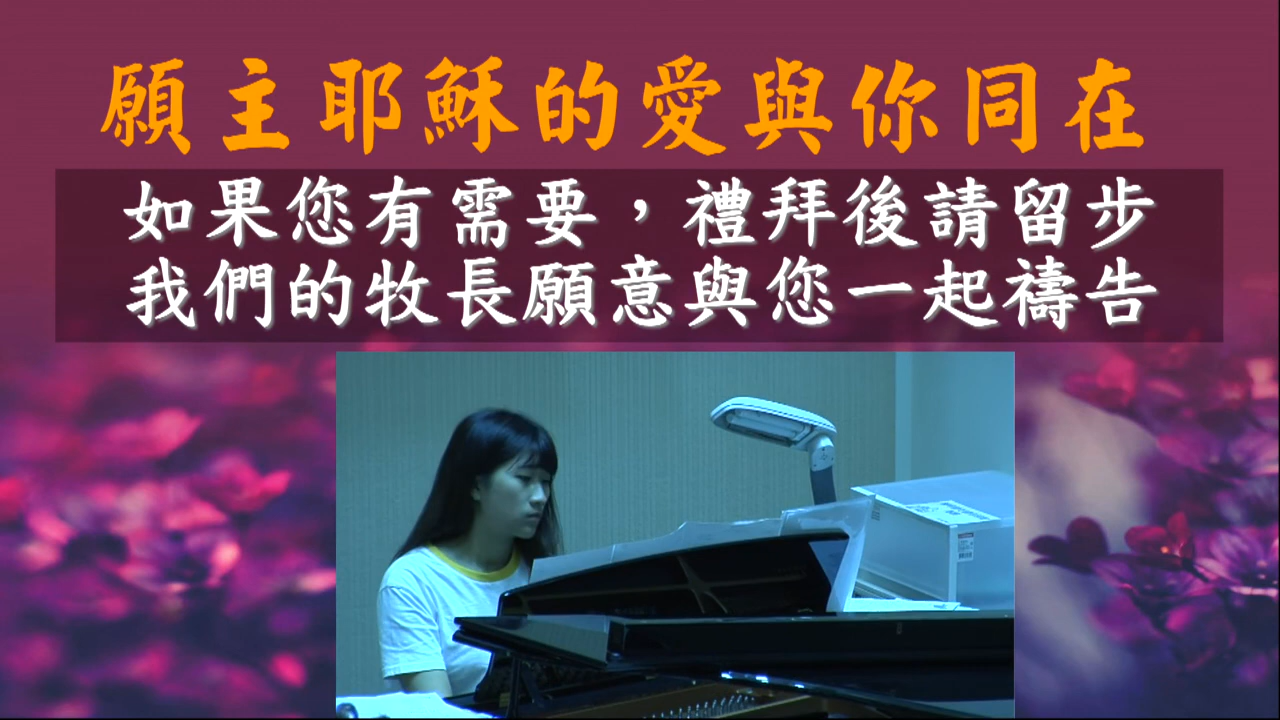 願主耶穌的愛與你同在
如果您有需要，禮拜後請留步
我們的牧長願意與您一起禱告